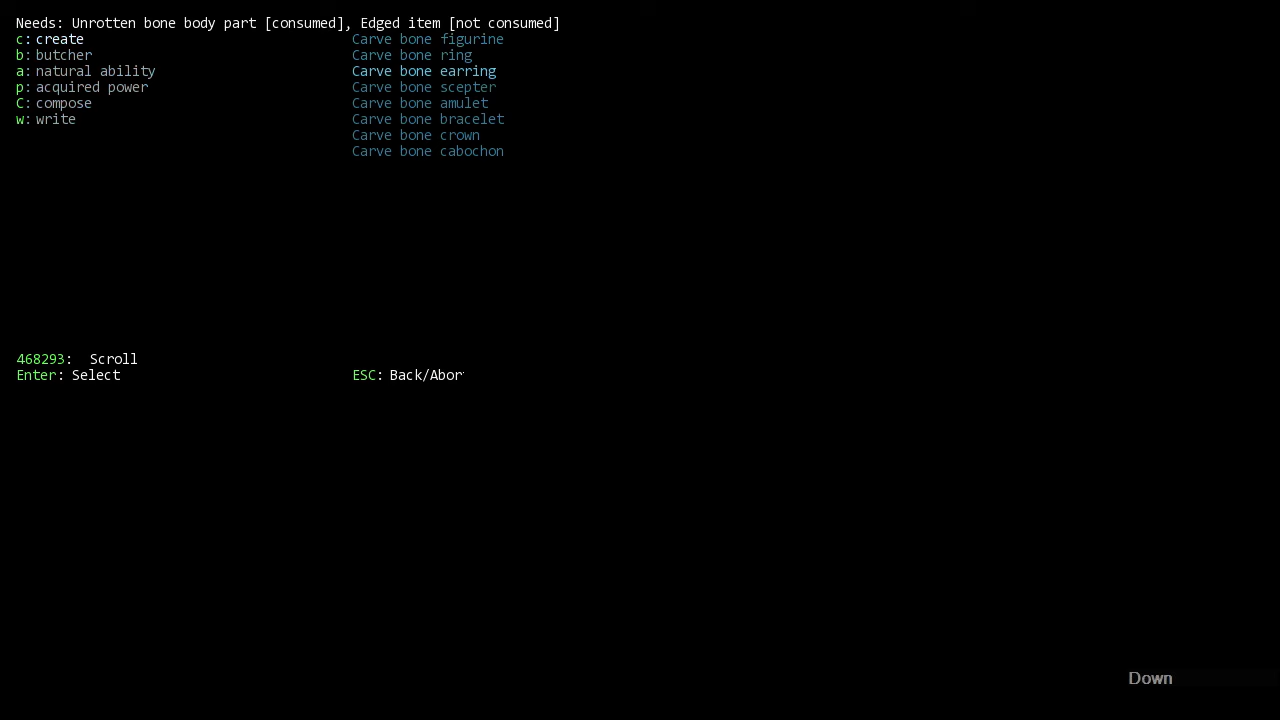 Needs: Unrotten bone body part [consumed], Edged item [not consumed]
c: create Carve bone figurine
b: butcher Carve bone ring
a: natural ability Carve bone earring
p: acquired power Carve bone scepter
C: compose Carve bone amulet
w: write Carve bone bracelet
Carve bone crown
Carve bone cabochon
468293: Scroll
Enter: Select ESC: Back/Abor
Down